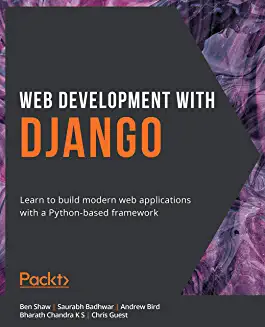 WEB DEVELOPMENT WITH
DJANGO
Learn to build modern web applications
with a Python-based framework
Packt>
Ben Shaw | Saurabh Badhwar | Andrew Bird
Bharath Chandra K S | Chris Guest